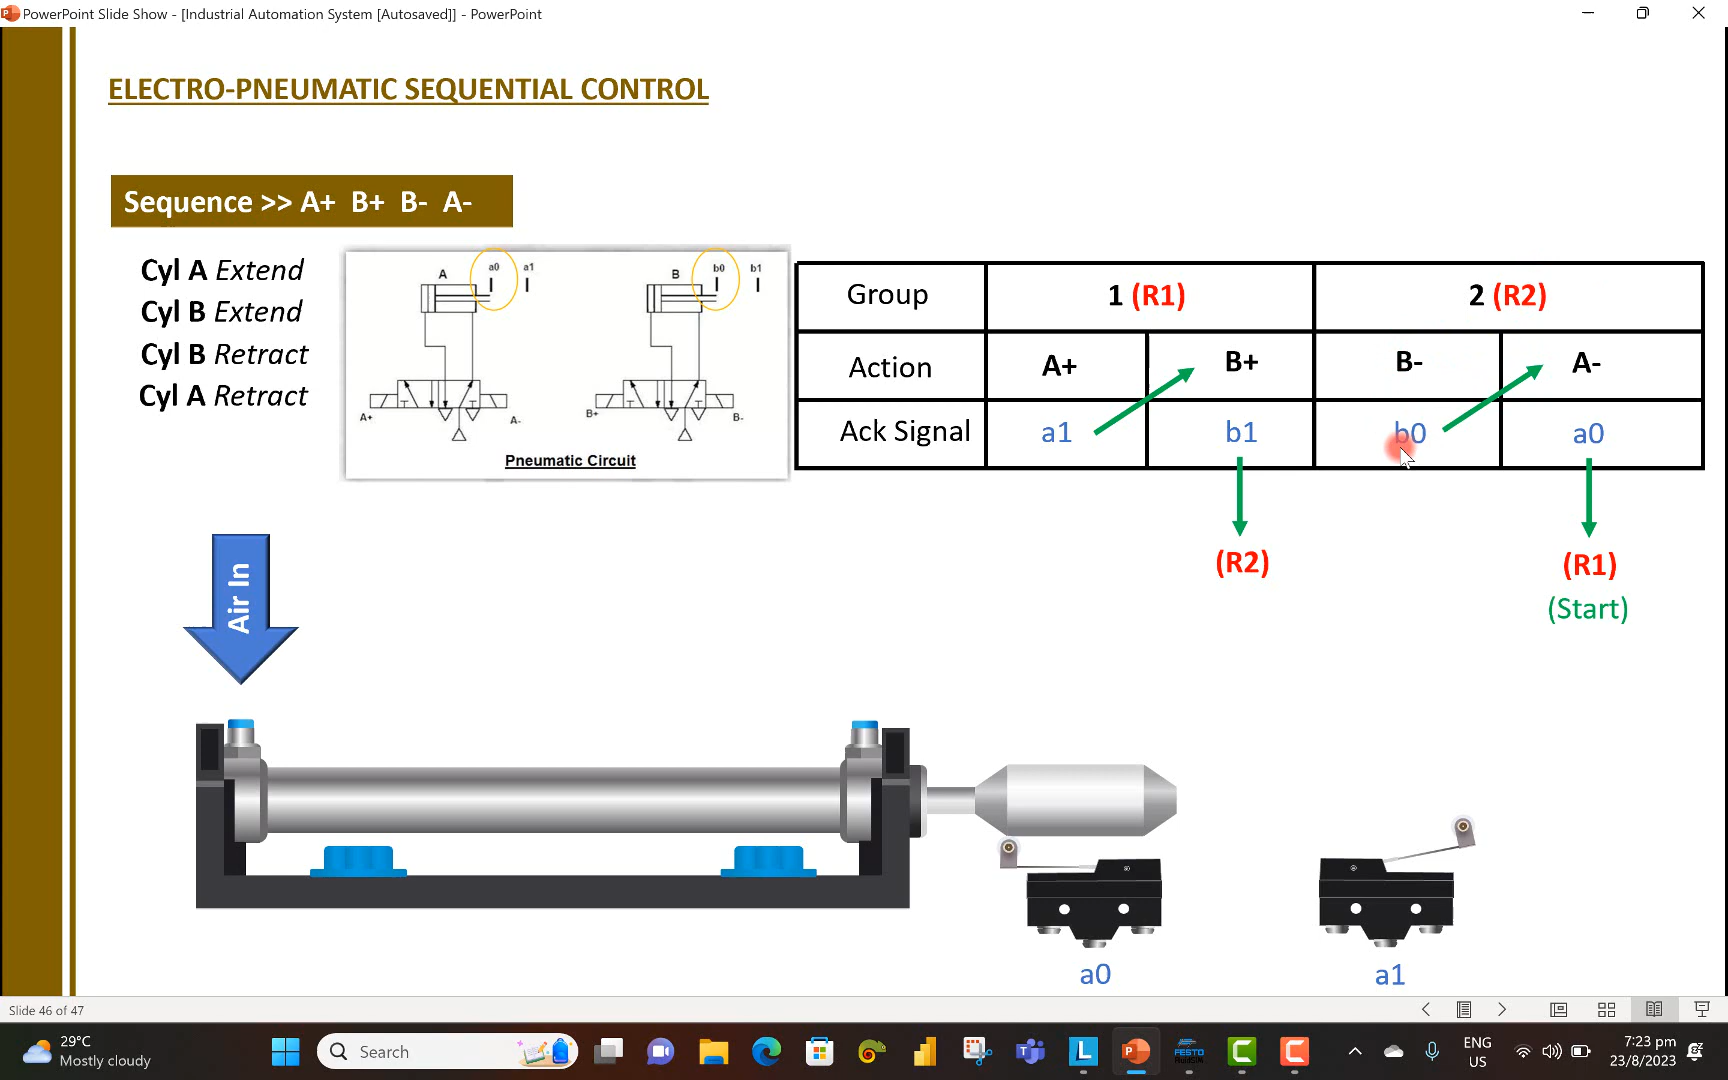 PowerPoint Slide Show - [Industrial Automation System [Autosaved]] - PowerPoint
ELECTRO-PNEUMATIC SEQUENTIAL CONTROL
Sequence >> A+ B+ B- A-
Cyl A Extend
Cyl B Extend
Cyl B Retract
Cyl A Retract
A a0 a1 B b0 b1
A+ A- B+ B-
Pneumatic Circuit
Group 1 (R1) 2 (R2)
Action A+ B+ B- A-
Ack Signal a1 b1 b0 a0
(R2) (R1)
(Start)
Air In
a0 a1
Slide 46 of 47
29°C
Mostly cloudy
Search
FESTO
ENG
US
7:23 pm
23/8/2023